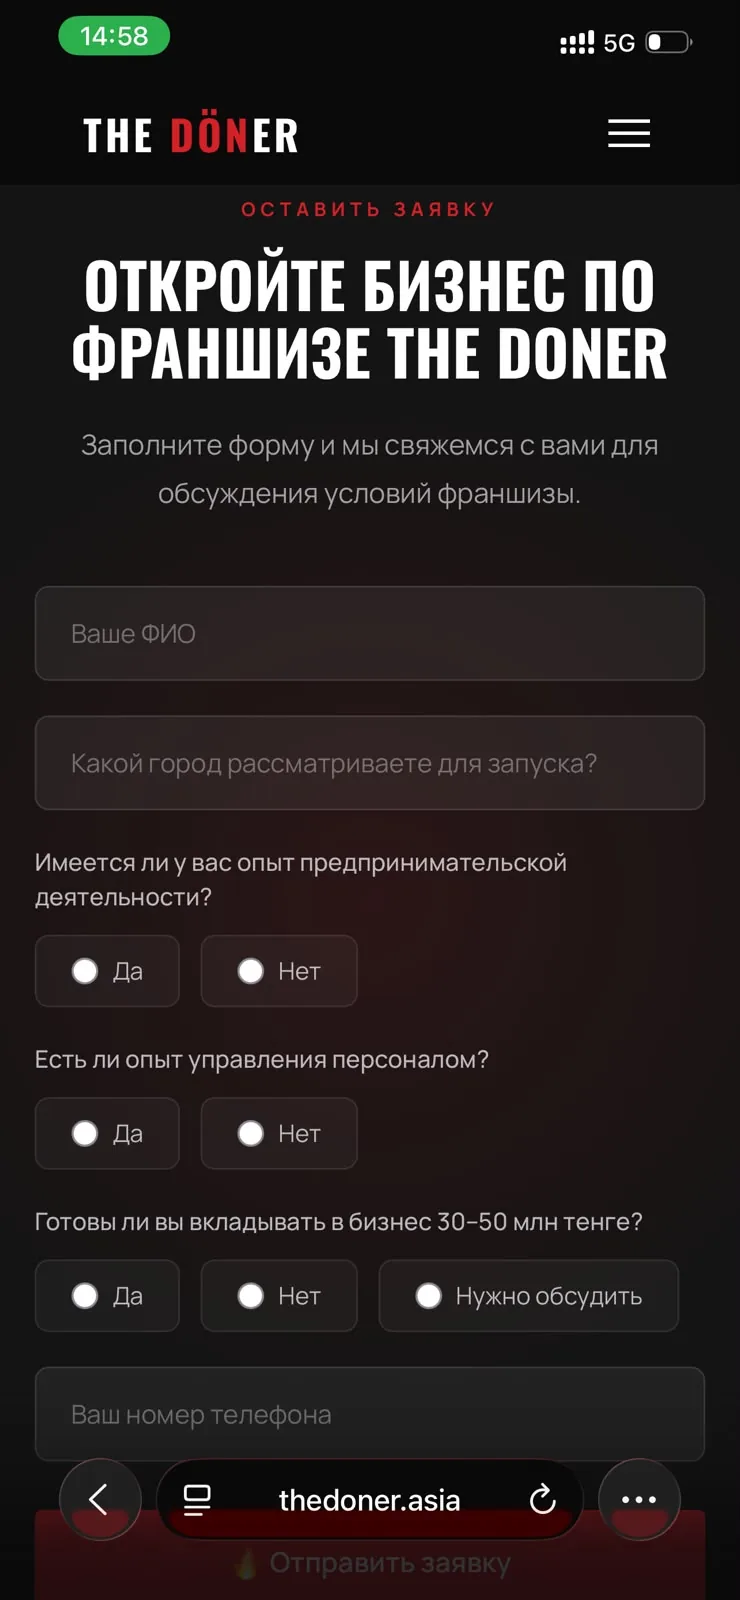 14:58
5G
THE DÖNER
ОСТАВИТЬ ЗАЯВКУ
ОТКРОЙТЕ БИЗНЕС ПО
ФРАНШИЗЕ THE DONER
Заполните форму и мы свяжемся с вами для
обсуждения условий франшизы.
Ваше ФИО
Какой город рассматриваете для запуска?
Имеется ли у вас опыт предпринимательской
деятельности?
Да Нет
Есть ли опыт управления персоналом?
Да Нет
Готовы ли вы вкладывать в бизнес 30–50 млн тенге?
Да Нет Нужно обсудить
Ваш номер телефона
thedoner.asia
Отправить заявку